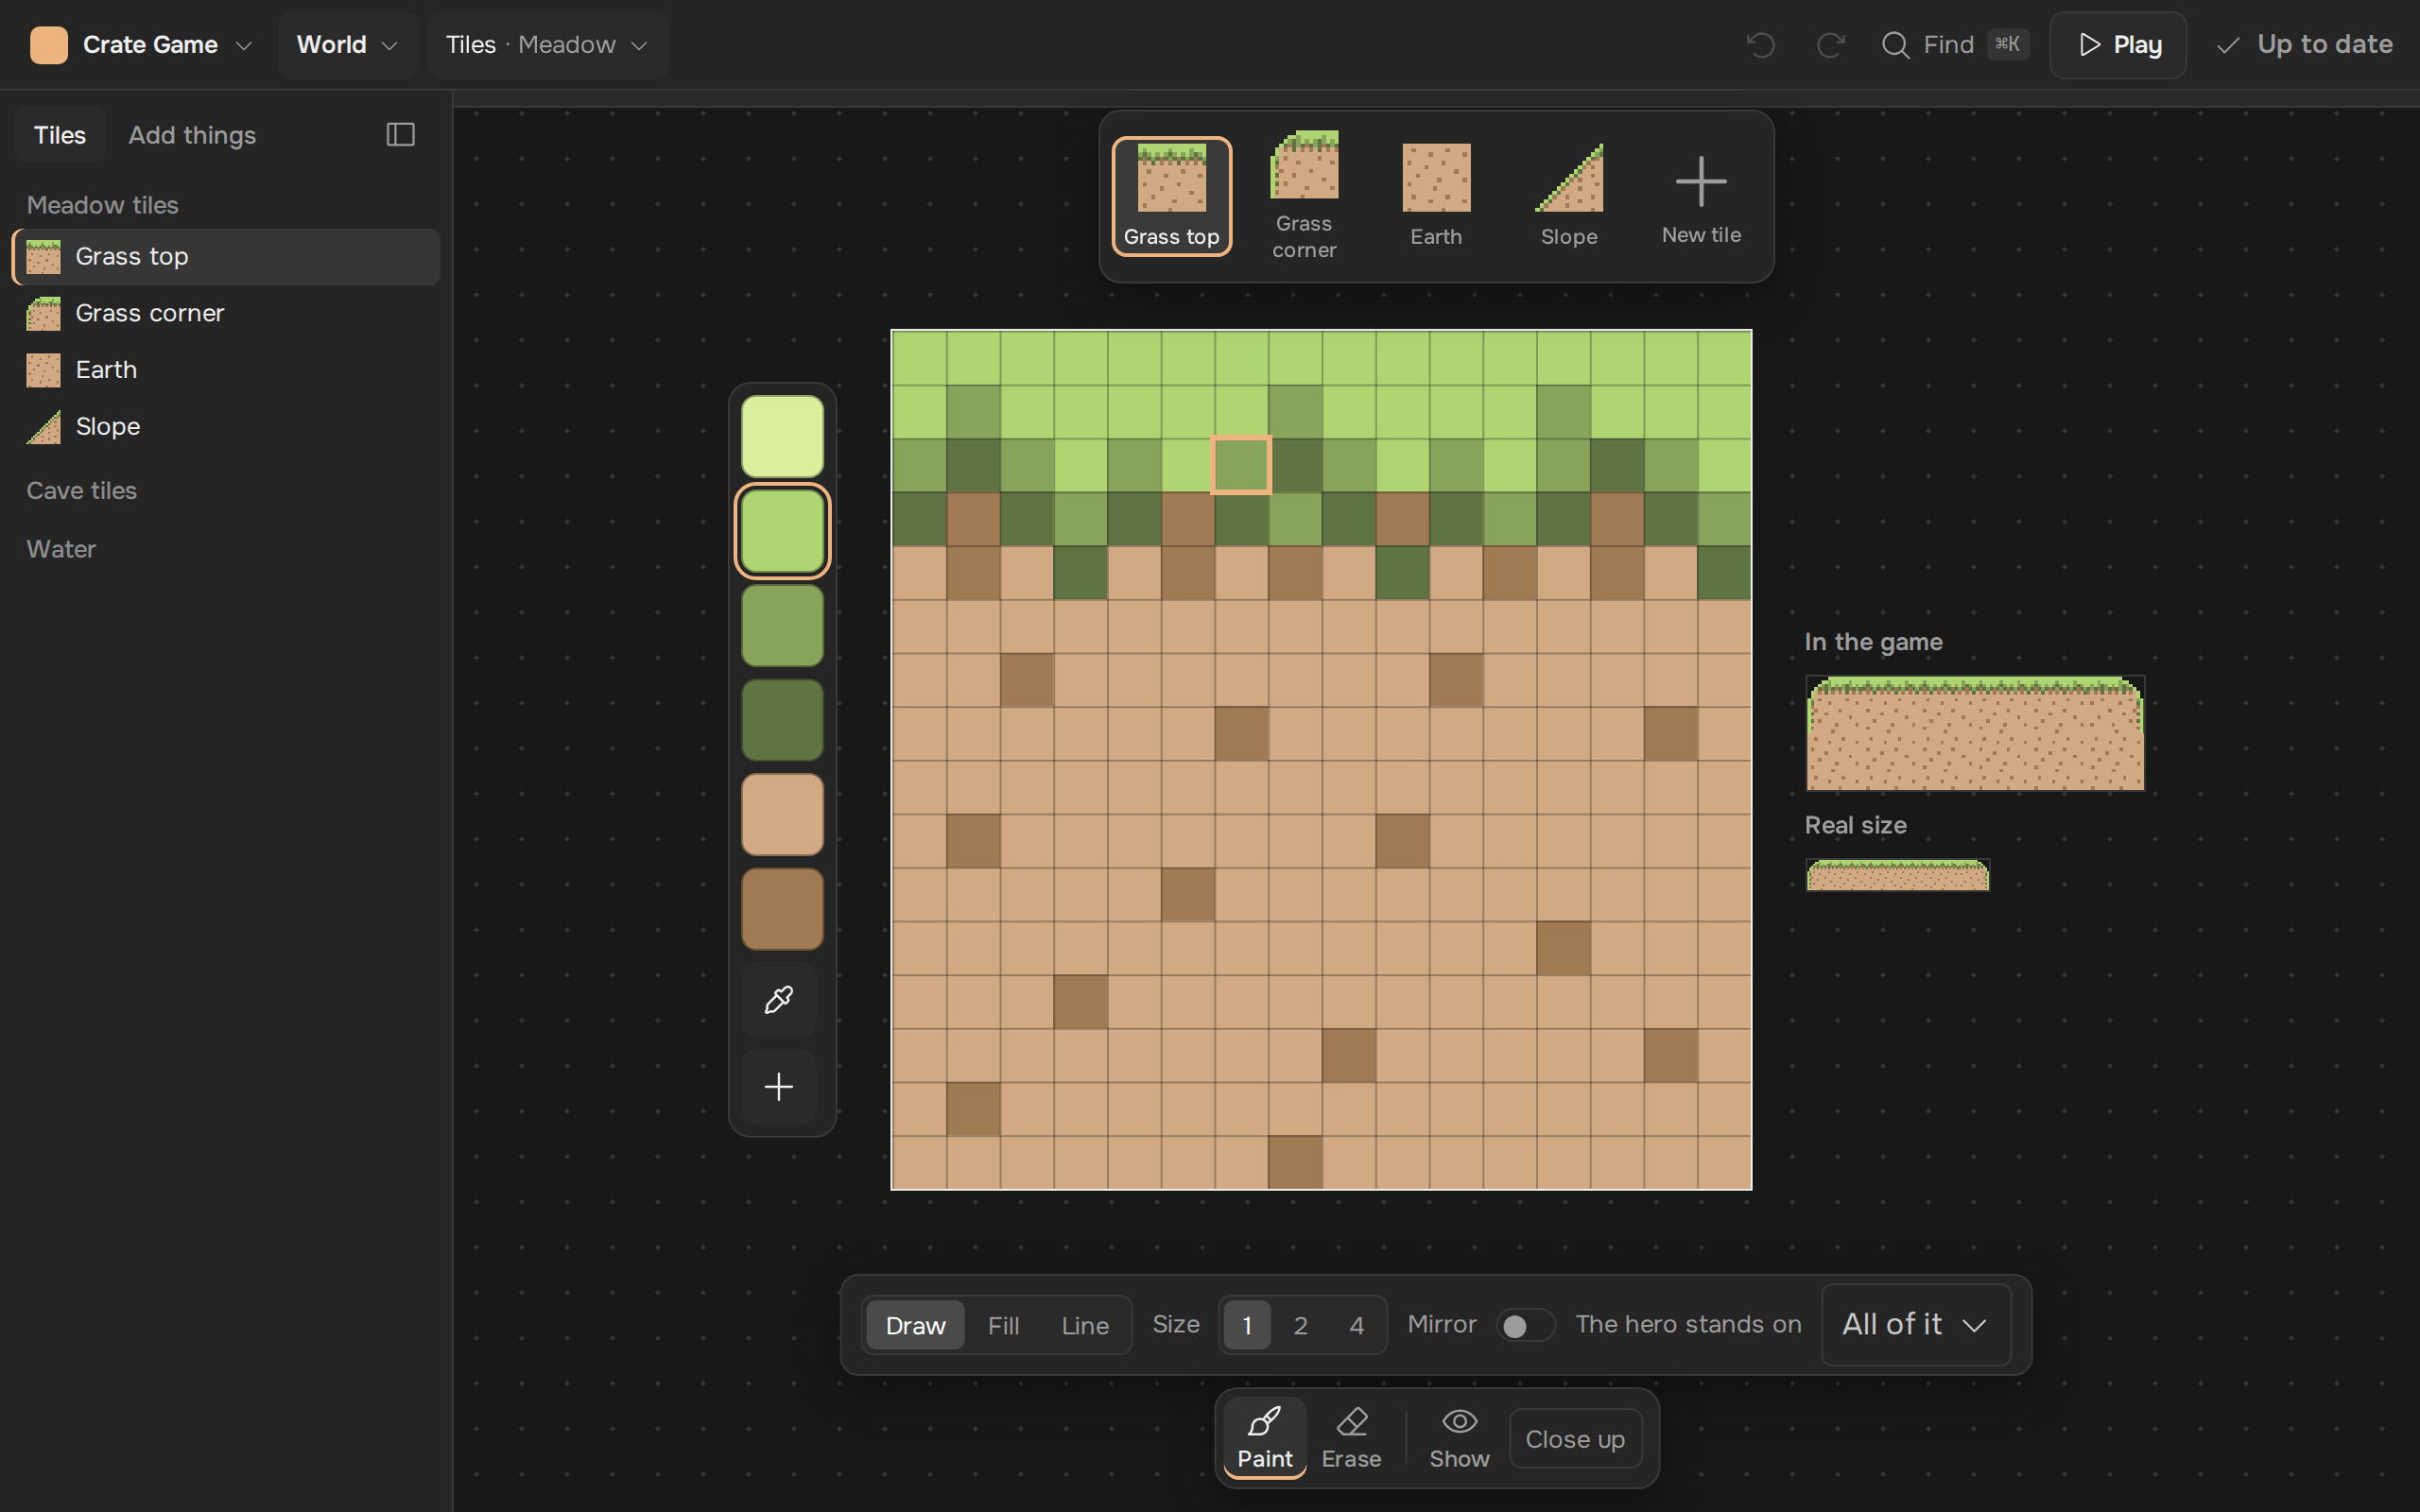 Crate Game
World
Tiles · Meadow
Find ⌘K
Play
Up to date
Tiles
Add things
Meadow tiles
Grass top
Grass corner
Earth
Slope
Cave tiles
Water
Grass top
Grass
corner
Earth
Slope
New tile
In the game
Real size
Draw
Fill
Line
Size
1
2
4
Mirror
The hero stands on
All of it
Paint
Erase
Show
Close up